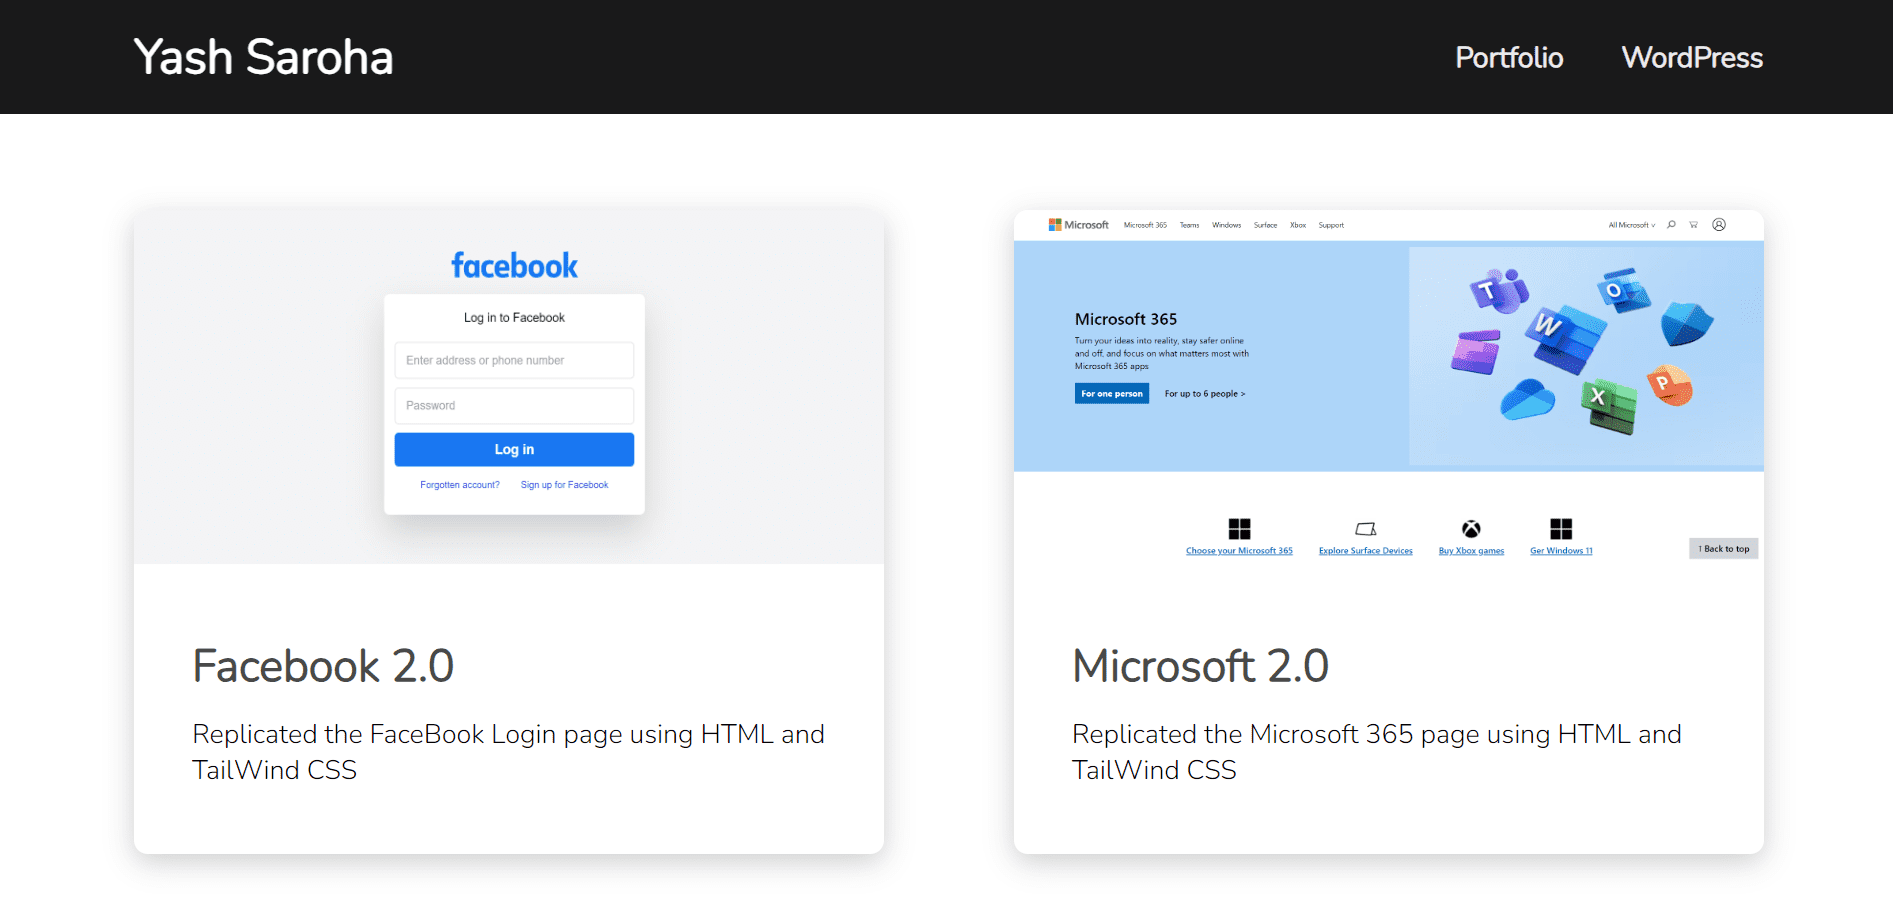 Yash Saroha
Portfolio WordPress
facebook
Log in to Facebook
Enter address or phone number
Password
Log in
Forgotten account? Sign up for Facebook
Facebook 2.0
Replicated the FaceBook Login page using HTML and
TailWind CSS
Microsoft Microsoft 365 Teams Windows Surface Xbox Support All Microsoft
Microsoft 365
Turn your ideas into reality, stay safer online
and off, and focus on what matters most with
Microsoft 365 apps
For one person For up to 6 people >
T
O
W
X
P
Choose your Microsoft 365 Explore Surface Devices Buy Xbox games Ger Windows 11
↑ Back to top
Microsoft 2.0
Replicated the Microsoft 365 page using HTML and
TailWind CSS